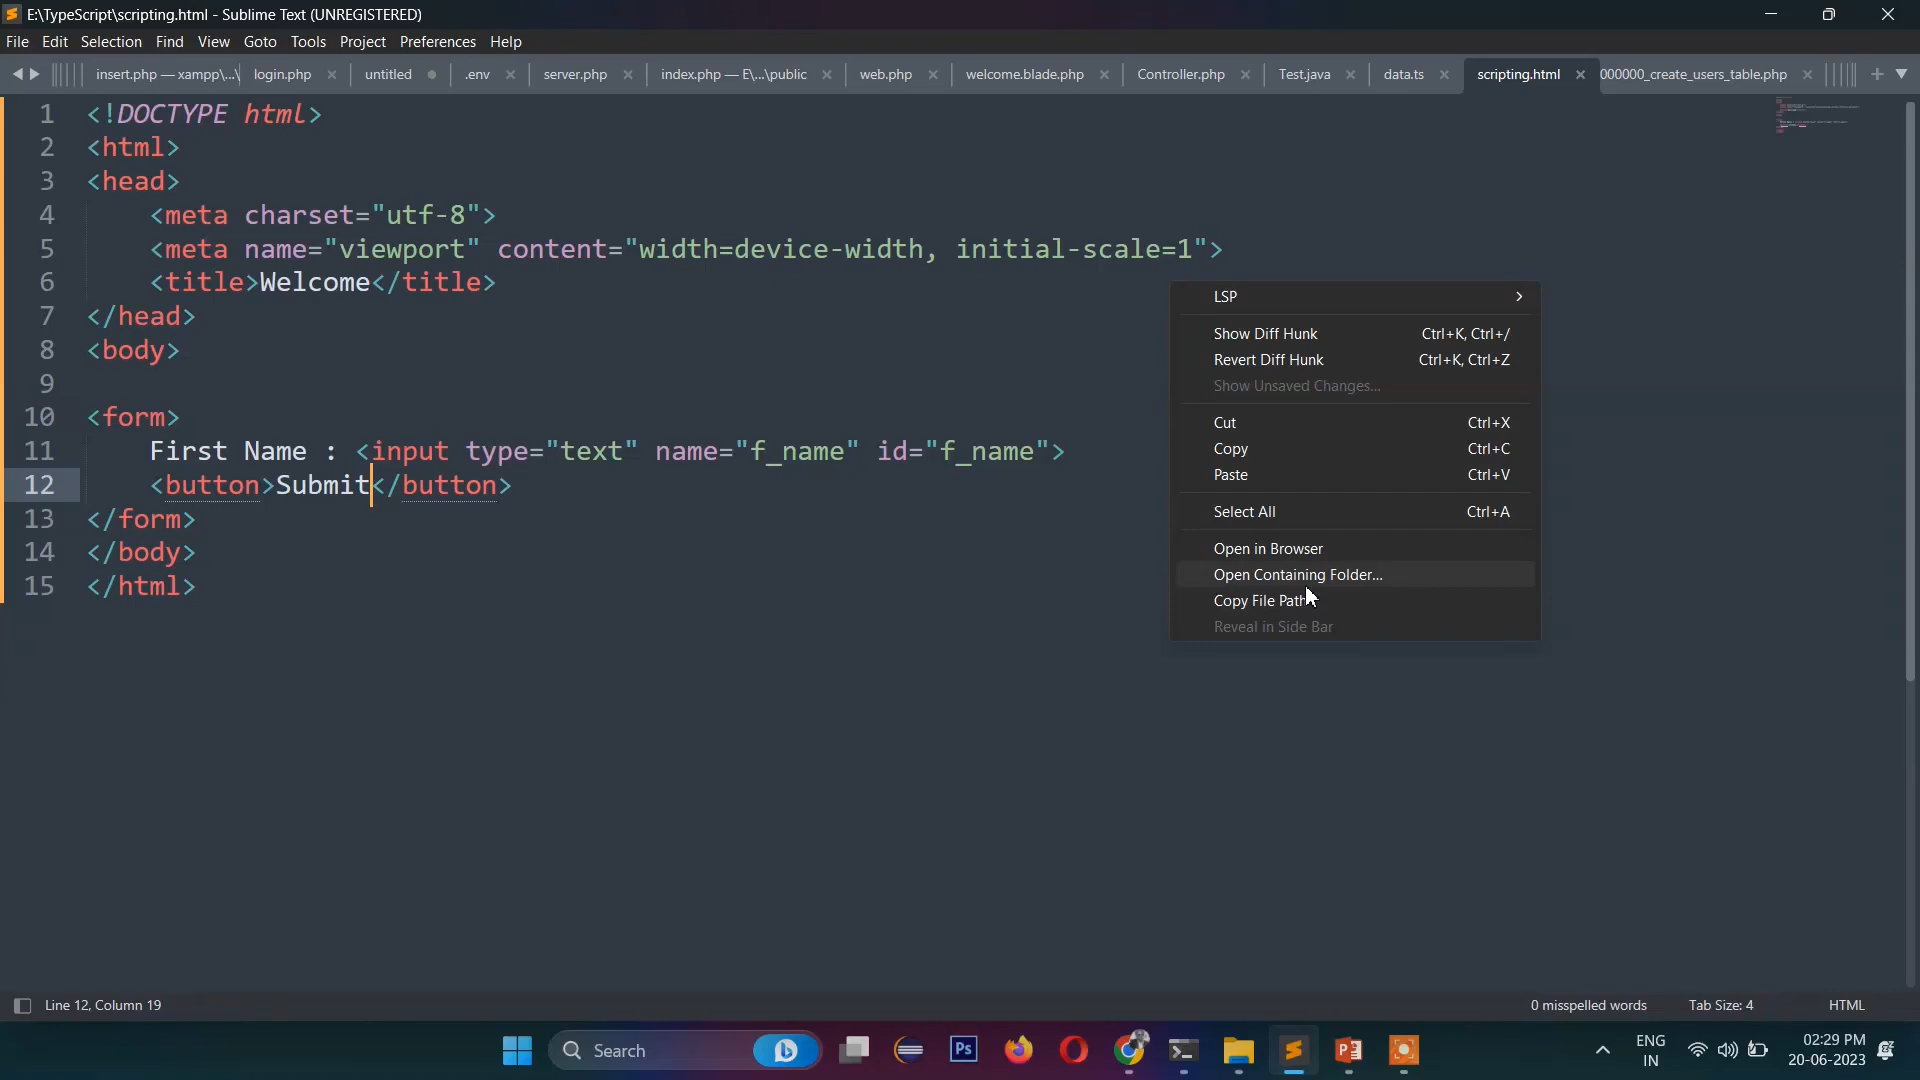 E:\TypeScript\scripting.html - Sublime Text (UNREGISTERED)
File Edit Selection Find View Goto Tools Project Preferences Help
insert.php — xampp\...\ login.php untitled .env server.php index.php — E\...\public web.php welcome.blade.php Controller.php Test.java data.ts scripting.html 000000_create_users_table.php
1 <!DOCTYPE html>
2 <html>
3 <head>
4 <meta charset="utf-8">
5 <meta name="viewport" content="width=device-width, initial-scale=1">
6 <title>Welcome</title>
7 </head>
8 <body>
9
10 <form>
11 First Name : <input type="text" name="f_name" id="f_name">
12 <button>Submit</button>
13 </form>
14 </body>
15 </html>
LSP
Show Diff Hunk Ctrl+K, Ctrl+/
Revert Diff Hunk Ctrl+K, Ctrl+Z
Show Unsaved Changes...
Cut Ctrl+X
Copy Ctrl+C
Paste Ctrl+V
Select All Ctrl+A
Open in Browser
Open Containing Folder...
Copy File Path
Reveal in Side Bar
Line 12, Column 19 0 misspelled words Tab Size: 4 HTML
Search Ps ENG IN 02:29 PM 20-06-2023